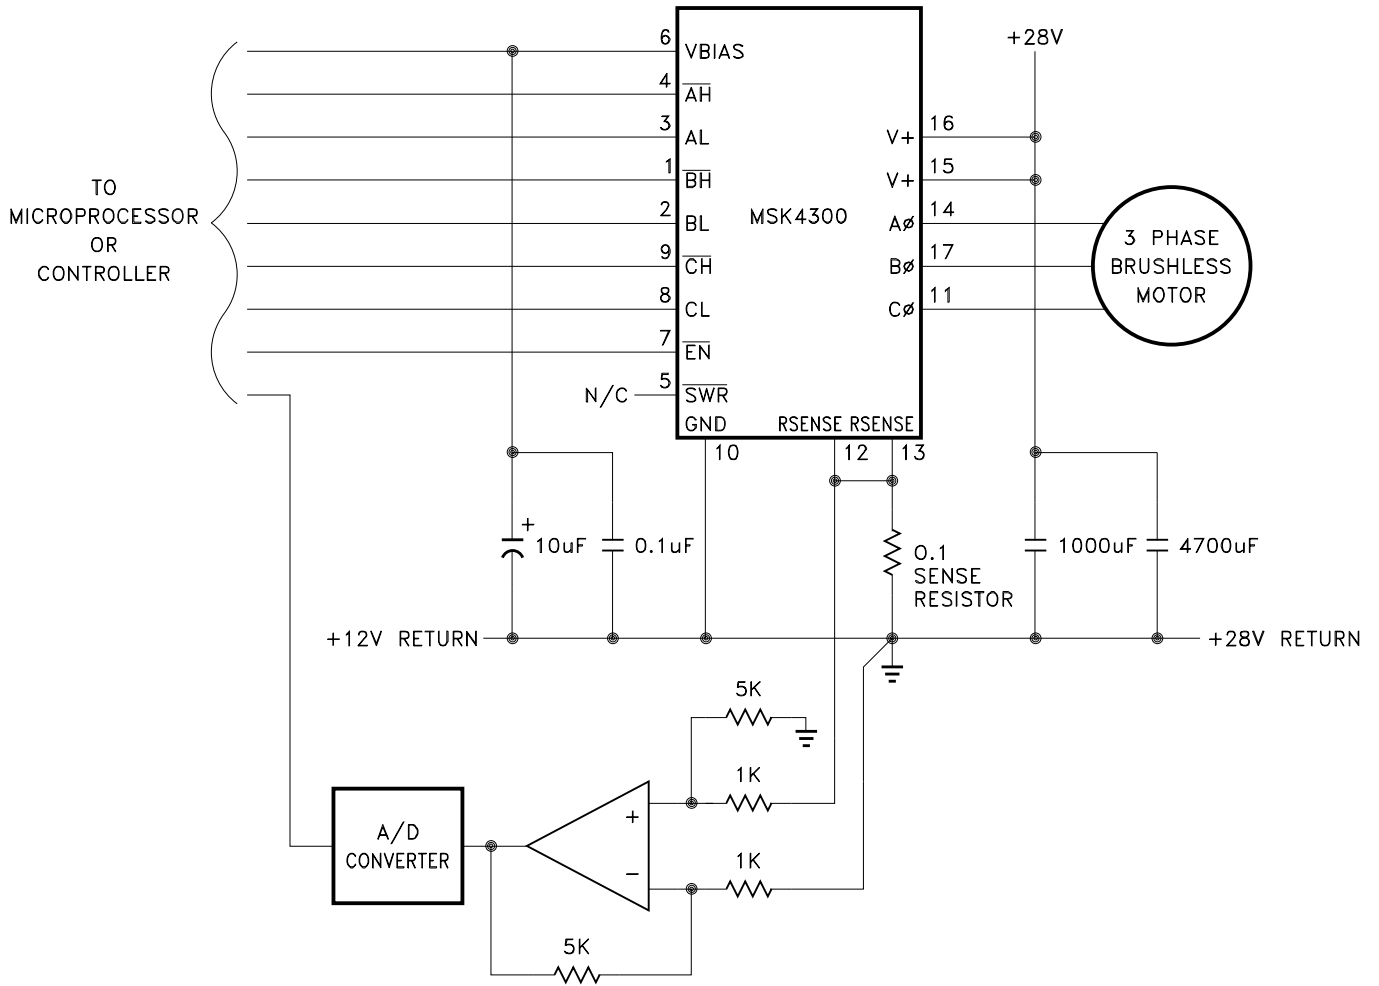 6
VBIAS
4
AH
3
AL
1
BH
2
BL
9
CH
8
CL
7
EN
N/C
5
SWR
GND
RSENSE RSENSE
10
12
13
MSK4300
V+
16
V+
15
AØ
14
BØ
17
CØ
11
+28V
3 PHASE
BRUSHLESS
MOTOR
TO
MICROPROCESSOR
OR
CONTROLLER
+
10uF
0.1uF
0.1
SENSE
RESISTOR
1000uF
4700uF
+12V RETURN
+28V RETURN
5K
1K
1K
+
−
A/D
CONVERTER
5K